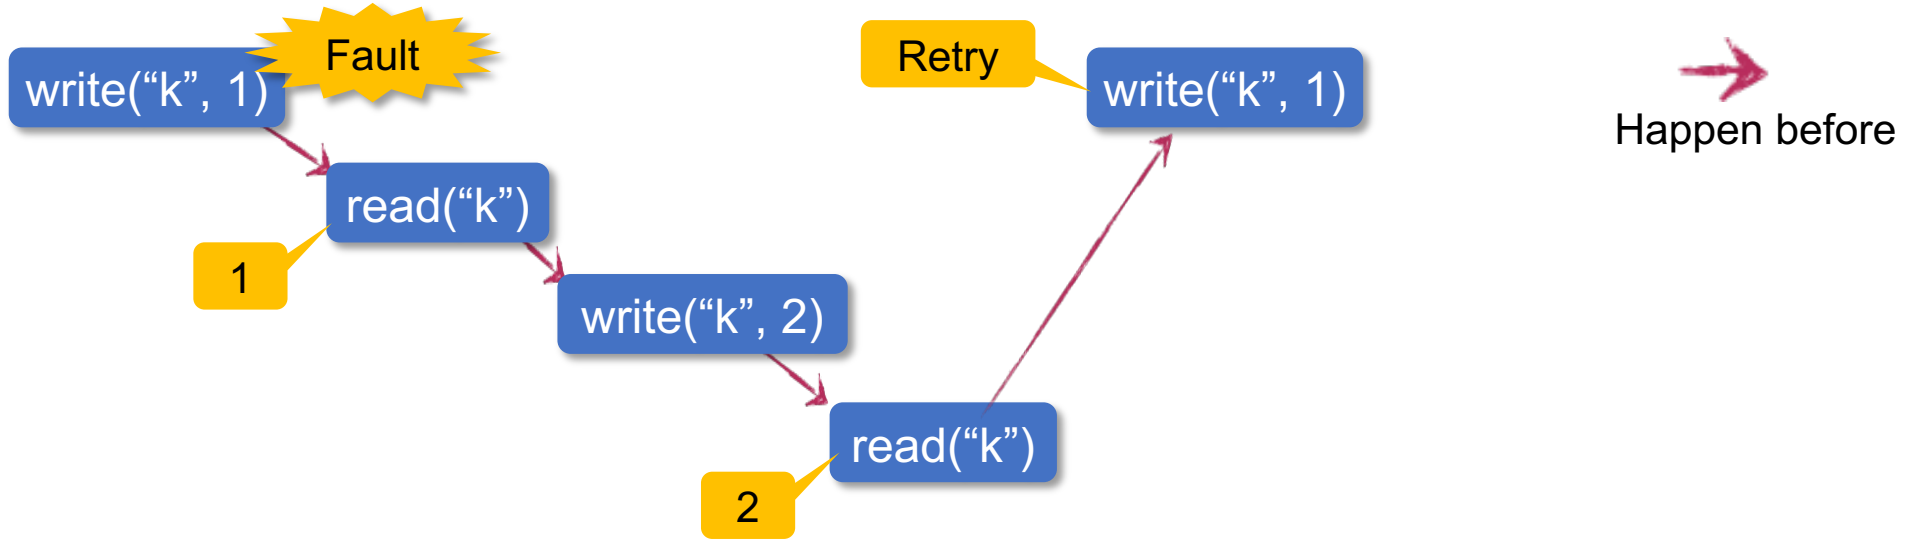 Fault
write(“k”, 1)
Retry
write(“k”, 1)
Happen before
read(“k”)
1
write(“k”, 2)
read(“k”)
2